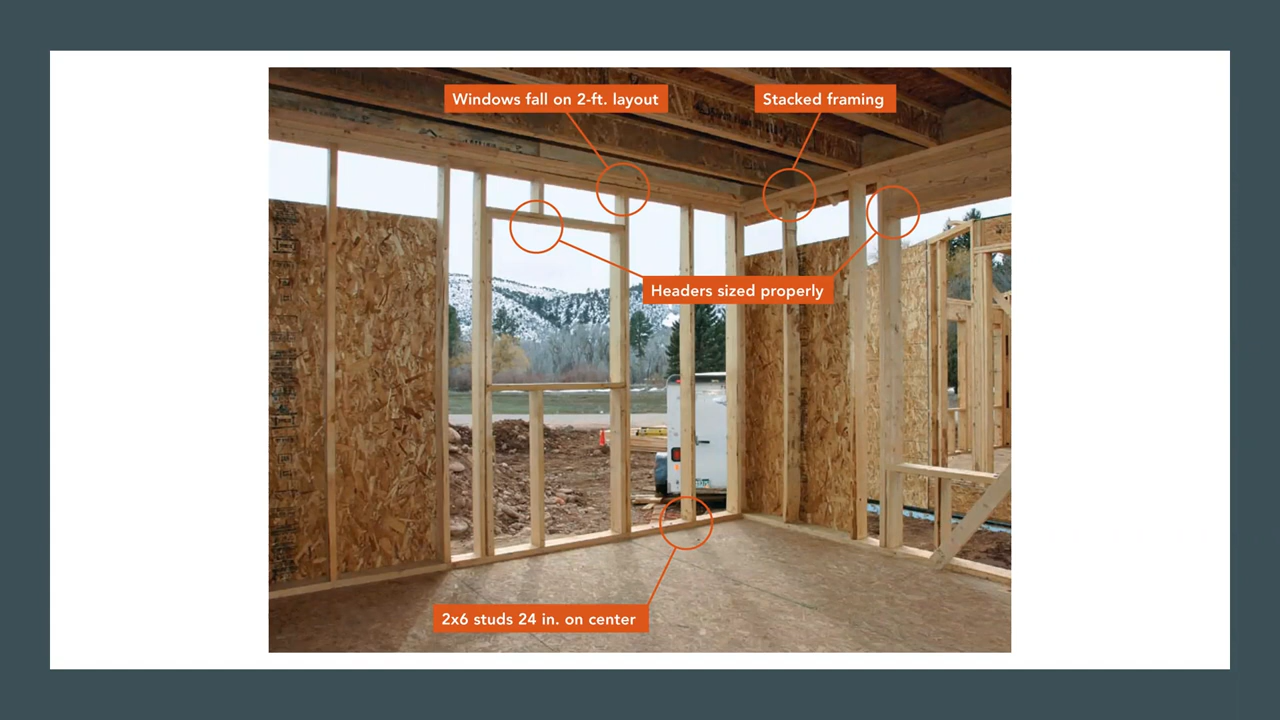 Windows fall on 2-ft. layout
Stacked framing
Headers sized properly
2x6 studs 24 in. on center